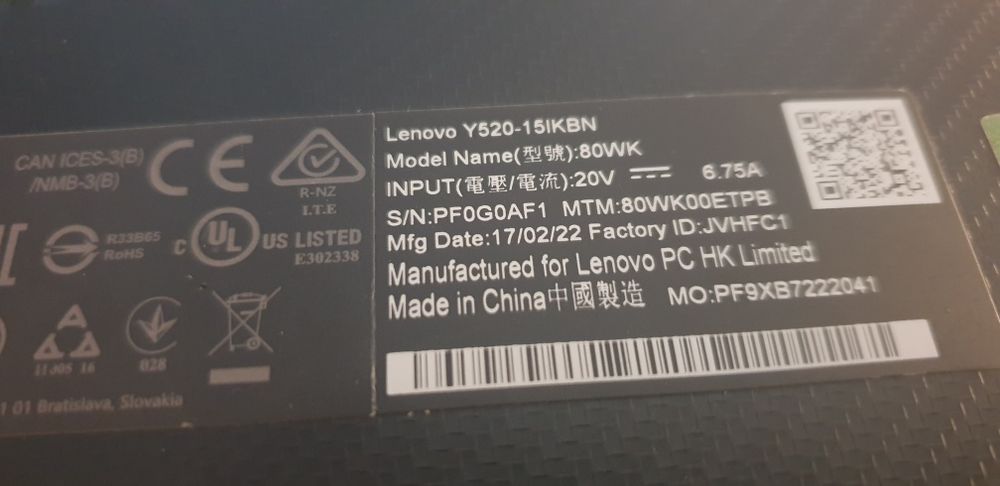 CAN ICES-3(B)
/NMB-3(B)
CE
R-NZ
I.T.E
R33B65
RoHS
C UL US LISTED
E302338
028
1 01 Bratislava, Slovakia
Lenovo Y520-15IKBN
Model Name(型號):80WK
INPUT(電壓/電流):20V 6.75A
S/N:PF0G0AF1 MTM:80WK00ETPB
Mfg Date:17/02/22 Factory ID:JVHFC1
Manufactured for Lenovo PC HK Limited
Made in China中國製造 MO:PF9XB7222041